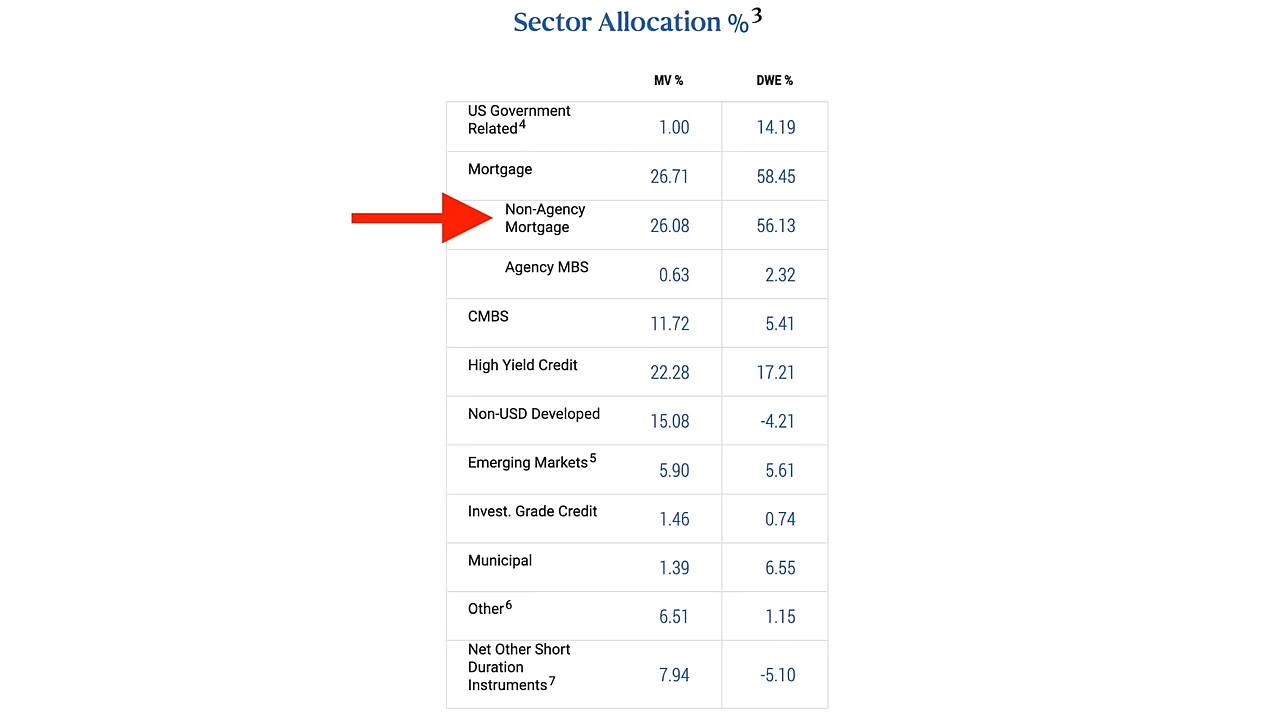 Sector Allocation %3
MV % DWE %
US Government
Related4 1.00 14.19
Mortgage 26.71 58.45
Non-Agency
Mortgage 26.08 56.13
Agency MBS 0.63 2.32
CMBS 11.72 5.41
High Yield Credit 22.28 17.21
Non-USD Developed 15.08 -4.21
Emerging Markets5 5.90 5.61
Invest. Grade Credit 1.46 0.74
Municipal 1.39 6.55
Other6 6.51 1.15
Net Other Short
Duration 7.94 -5.10
Instruments7